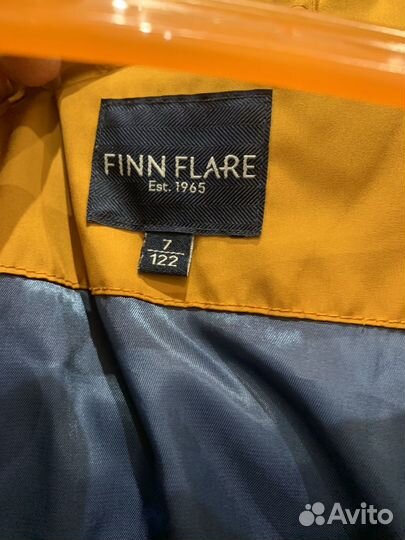 FINN FLARE
Est. 1965
7
122
Avito